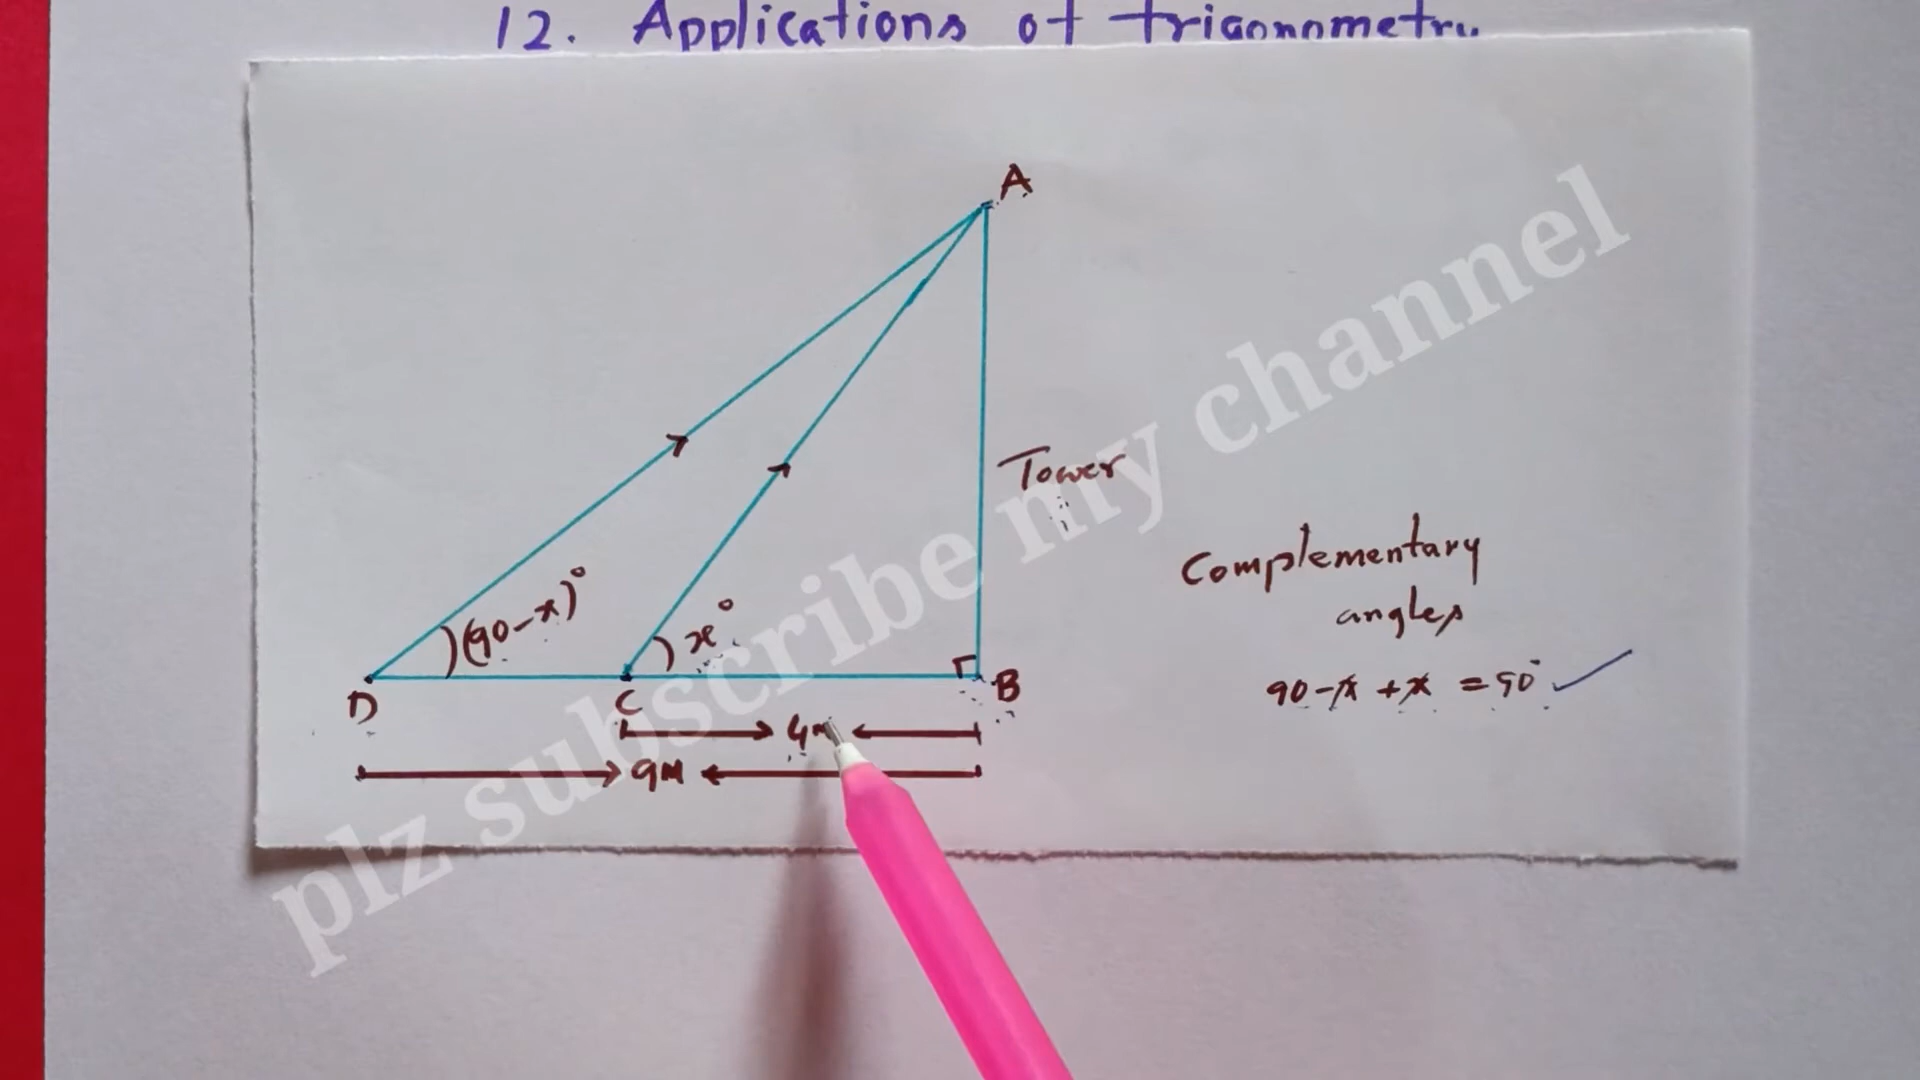 12. Applications of trigonometry
A
Tower
Complementary
angles
90-x + x = 90°
(90-x)°
x°
D
C
B
4m
9M
plz subscribe my channel